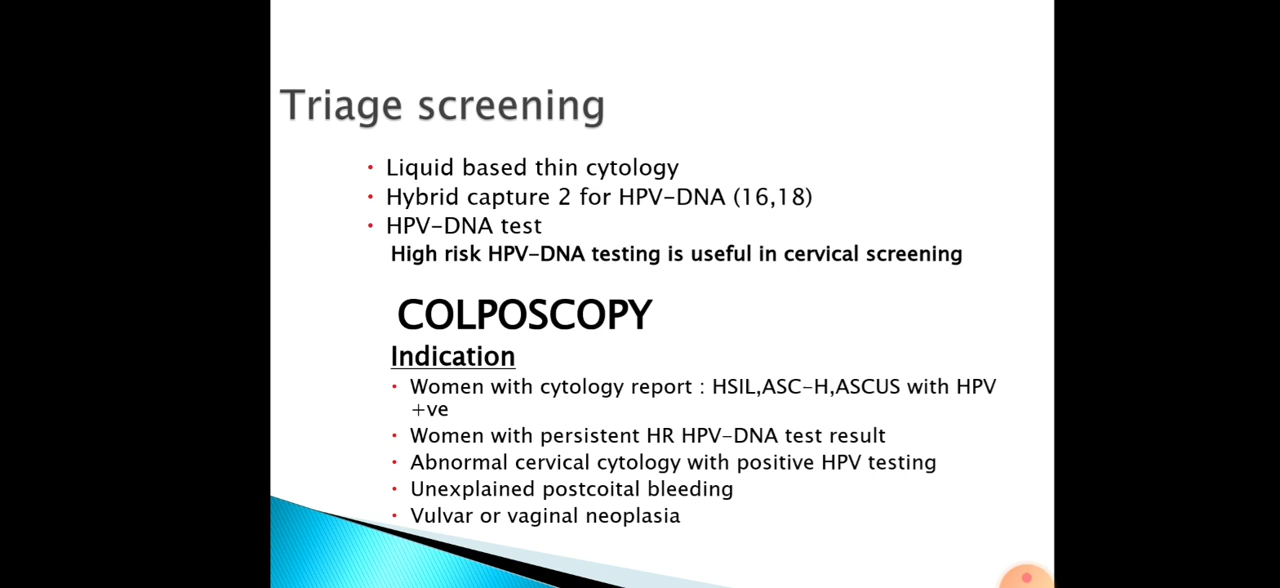 Triage screening
• Liquid based thin cytology
• Hybrid capture 2 for HPV-DNA (16,18)
• HPV-DNA test
High risk HPV-DNA testing is useful in cervical screening
COLPOSCOPY
Indication
• Women with cytology report : HSIL,ASC-H,ASCUS with HPV
+ve
• Women with persistent HR HPV-DNA test result
• Abnormal cervical cytology with positive HPV testing
• Unexplained postcoital bleeding
• Vulvar or vaginal neoplasia